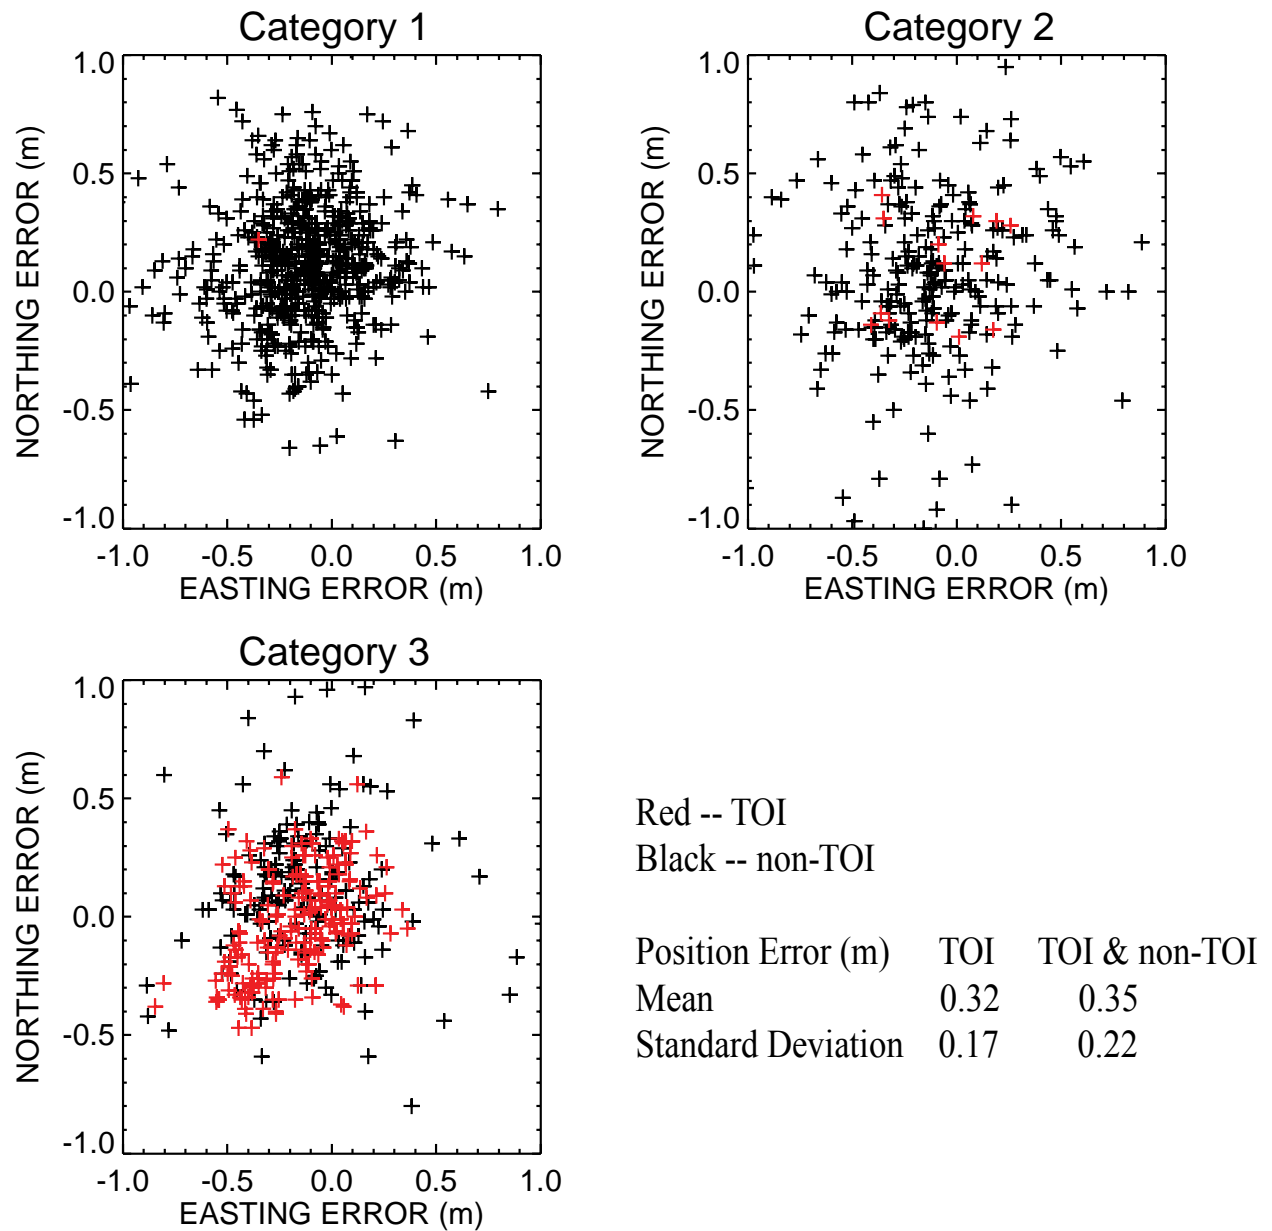 Category 1
1.0
0.5
0.0
-0.5
-1.0
NORTHING ERROR (m)
-1.0 -0.5 0.0 0.5 1.0
EASTING ERROR (m)
Category 2
1.0
0.5
0.0
-0.5
-1.0
NORTHING ERROR (m)
-1.0 -0.5 0.0 0.5 1.0
EASTING ERROR (m)
Category 3
1.0
0.5
0.0
-0.5
-1.0
NORTHING ERROR (m)
-1.0 -0.5 0.0 0.5 1.0
EASTING ERROR (m)
Red -- TOI
Black -- non-TOI
Position Error (m) TOI TOI & non-TOI
Mean 0.32 0.35
Standard Deviation 0.17 0.22